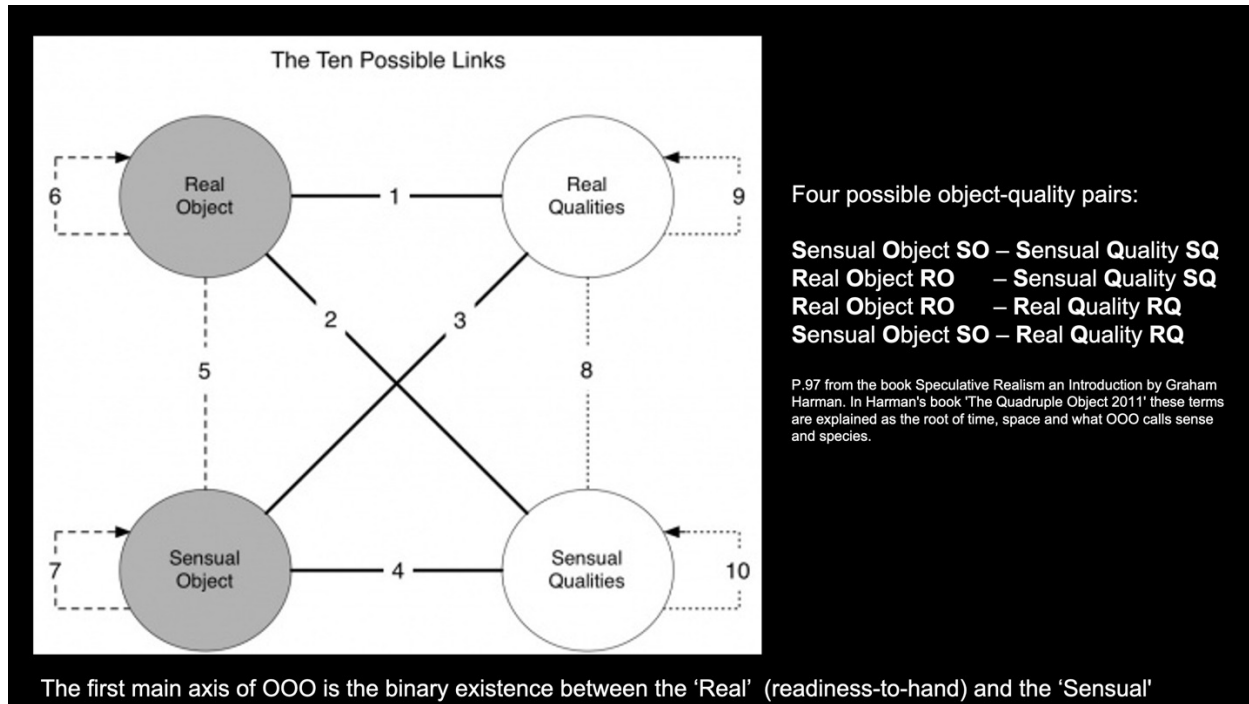 The Ten Possible Links
Real
Object
Real
Qualities
6
1
9
2
3
5
8
Sensual
Object
Sensual
Qualities
7
4
10
Four possible object-quality pairs:
Sensual Object SO – Sensual Quality SQ
Real Object RO – Sensual Quality SQ
Real Object RO – Real Quality RQ
Sensual Object SO – Real Quality RQ
P.97 from the book Speculative Realism an Introduction by Graham
Harman. In Harman's book 'The Quadruple Object 2011' these terms
are explained as the root of time, space and what OOO calls sense
and species.
The first main axis of OOO is the binary existence between the ‘Real’ (readiness-to-hand) and the ‘Sensual'